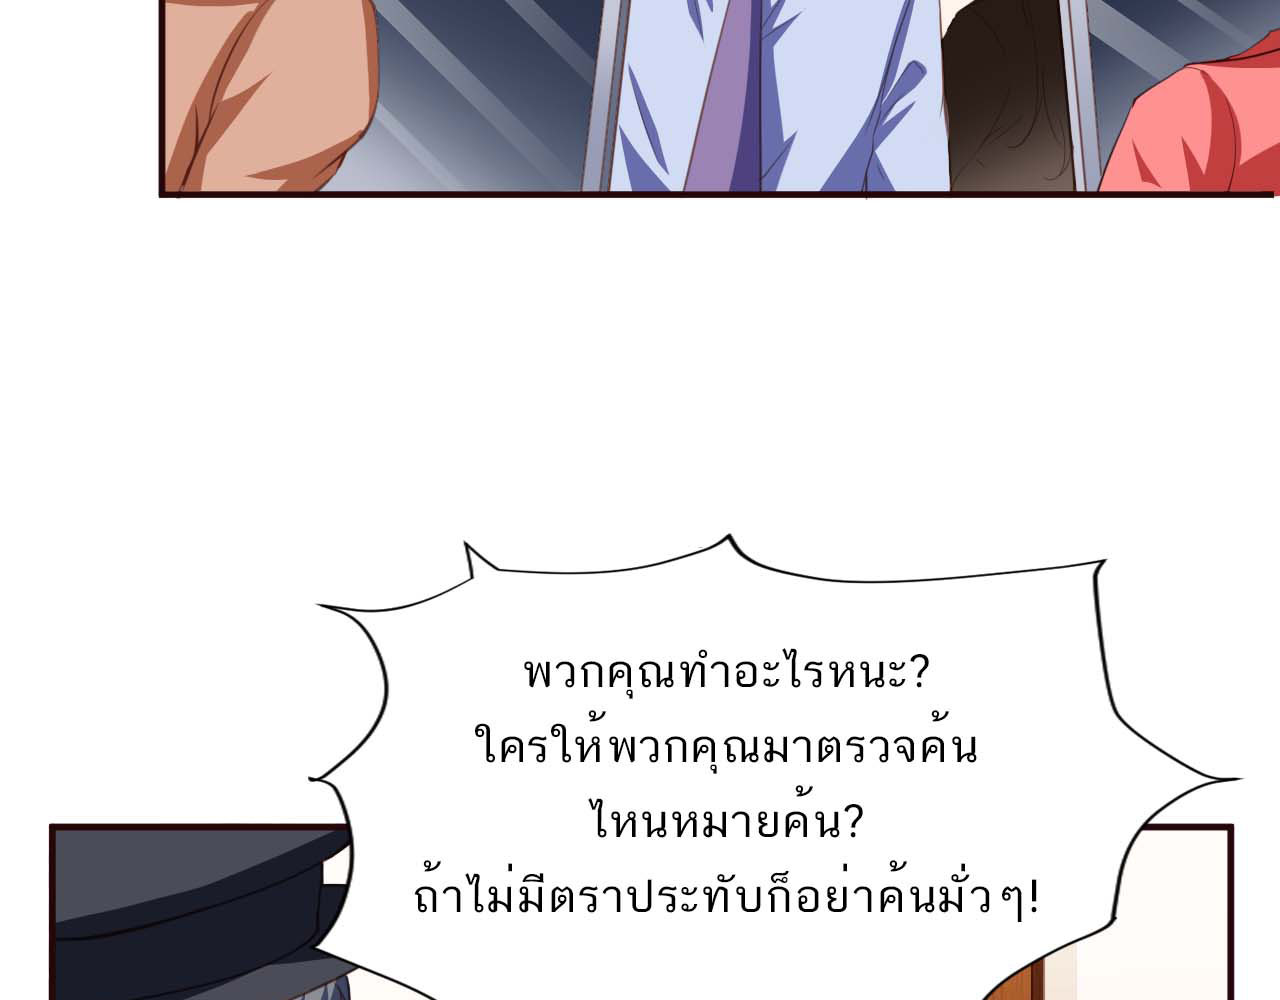 พวกคุณทำอะไรหนะ?
ใครให้พวกคุณมาตรวจค้น
ไหนหมายค้น?
ถ้าไม่มีตราประทับก็อย่าค้นมั่วๆ!